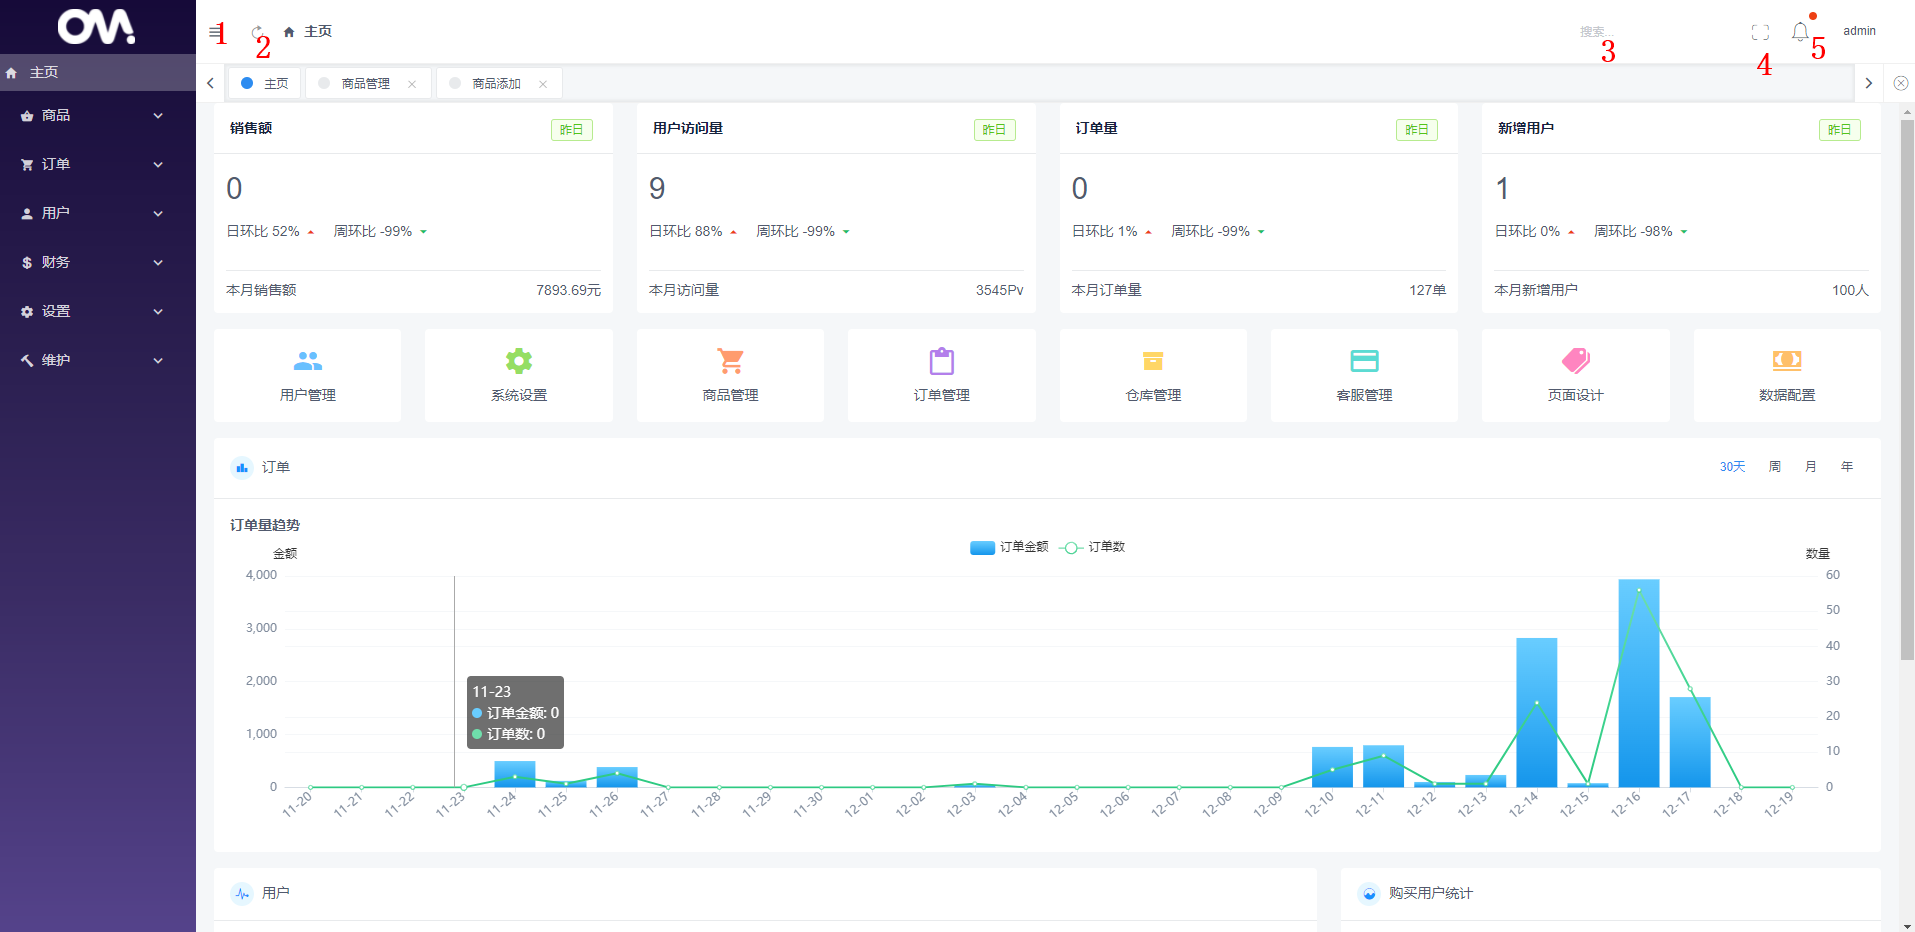 OM.
主页
商品
订单
用户
财务
设置
维护
1
2
主页
搜索...
3
4
5
admin
主页
商品管理
商品添加
销售额
昨日
0
日环比 52%
周环比 -99%
本月销售额
7893.69元
用户访问量
昨日
9
日环比 88%
周环比 -99%
本月访问量
3545Pv
订单量
昨日
0
日环比 1%
周环比 -99%
本月订单量
127单
新增用户
昨日
1
日环比 0%
周环比 -98%
本月新增用户
100人
用户管理
系统设置
商品管理
订单管理
仓库管理
客服管理
页面设计
数据配置
订单
30天
周
月
年
订单量趋势
订单金额
订单数
金额
数量
4,000
3,000
2,000
1,000
0
60
50
40
30
20
10
0
11-23
订单金额: 0
订单数: 0
11-20
11-21
11-22
11-23
11-24
11-25
11-26
11-27
11-28
11-29
11-30
12-01
12-02
12-03
12-04
12-05
12-06
12-07
12-08
12-09
12-10
12-11
12-12
12-13
12-14
12-15
12-16
12-17
12-18
12-19
用户
购买用户统计